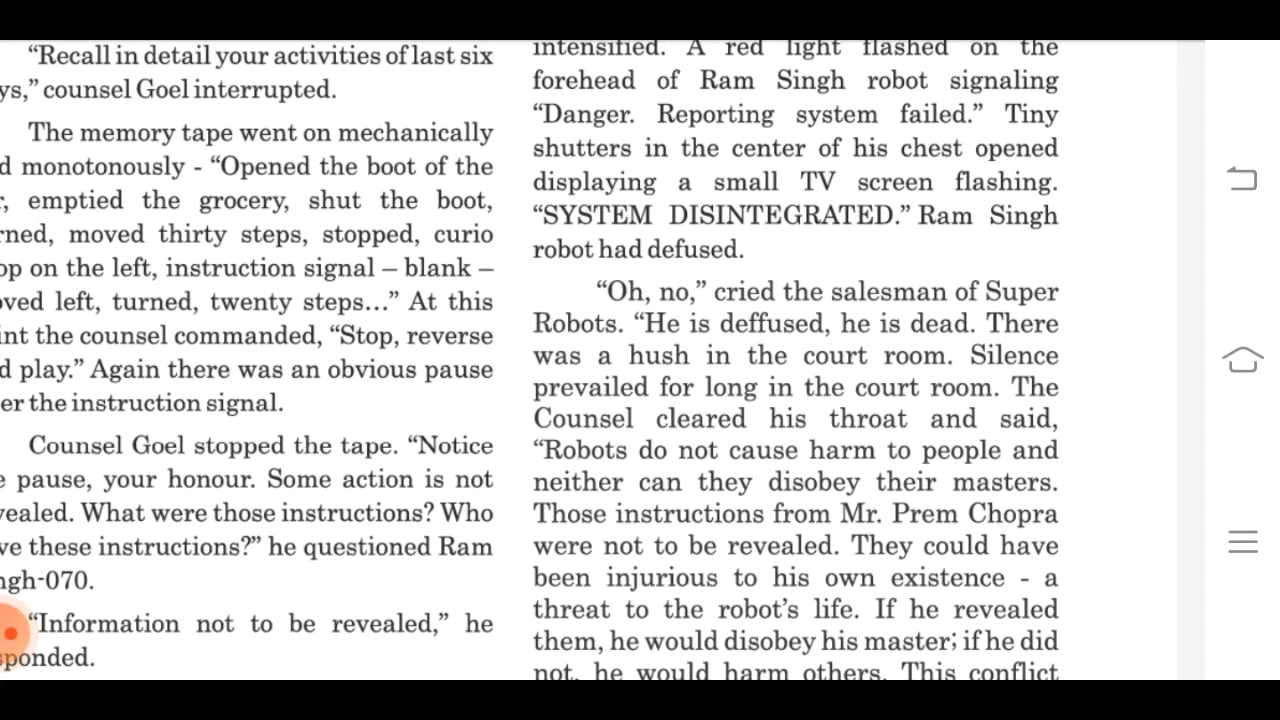 “Recall in detail your activities of last six
ys,” counsel Goel interrupted.
The memory tape went on mechanically
d monotonously - “Opened the boot of the
r, emptied the grocery, shut the boot,
rned, moved thirty steps, stopped, curio
op on the left, instruction signal – blank –
oved left, turned, twenty steps...” At this
int the counsel commanded, “Stop, reverse
d play.” Again there was an obvious pause
er the instruction signal.
Counsel Goel stopped the tape. “Notice
e pause, your honour. Some action is not
vealed. What were those instructions? Who
ve these instructions?” he questioned Ram
ngh-070.
“Information not to be revealed,” he
sponded.
intensified. A red light flashed on the
forehead of Ram Singh robot signaling
“Danger. Reporting system failed.” Tiny
shutters in the center of his chest opened
displaying a small TV screen flashing.
“SYSTEM DISINTEGRATED.” Ram Singh
robot had defused.
“Oh, no,” cried the salesman of Super
Robots. “He is deffused, he is dead. There
was a hush in the court room. Silence
prevailed for long in the court room. The
Counsel cleared his throat and said,
“Robots do not cause harm to people and
neither can they disobey their masters.
Those instructions from Mr. Prem Chopra
were not to be revealed. They could have
been injurious to his own existence - a
threat to the robot’s life. If he revealed
them, he would disobey his master; if he did
not, he would harm others. This conflict